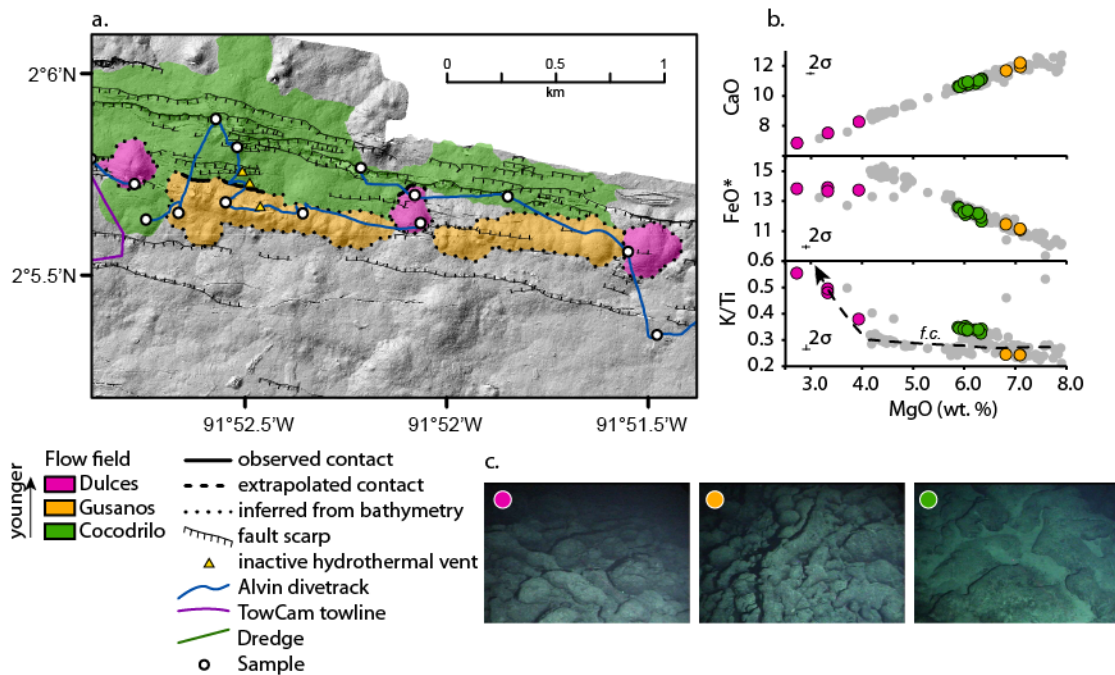 a.
2°6'N
2°5.5'N
0 0.5 1
km
91°52.5'W 91°52'W 91°51.5'W
b.
CaO
12
10
8
2σ
FeO*
15
13
11
2σ
K/Ti
0.6
0.5
0.4
0.3
0.2
2σ
f.c.
3.0 4.0 5.0 6.0 7.0 8.0
MgO (wt. %)
younger
Flow field
Dulces
Gusanos
Cocodrilo
observed contact
extrapolated contact
inferred from bathymetry
fault scarp
inactive hydrothermal vent
Alvin divetrack
TowCam towline
Dredge
Sample
c.